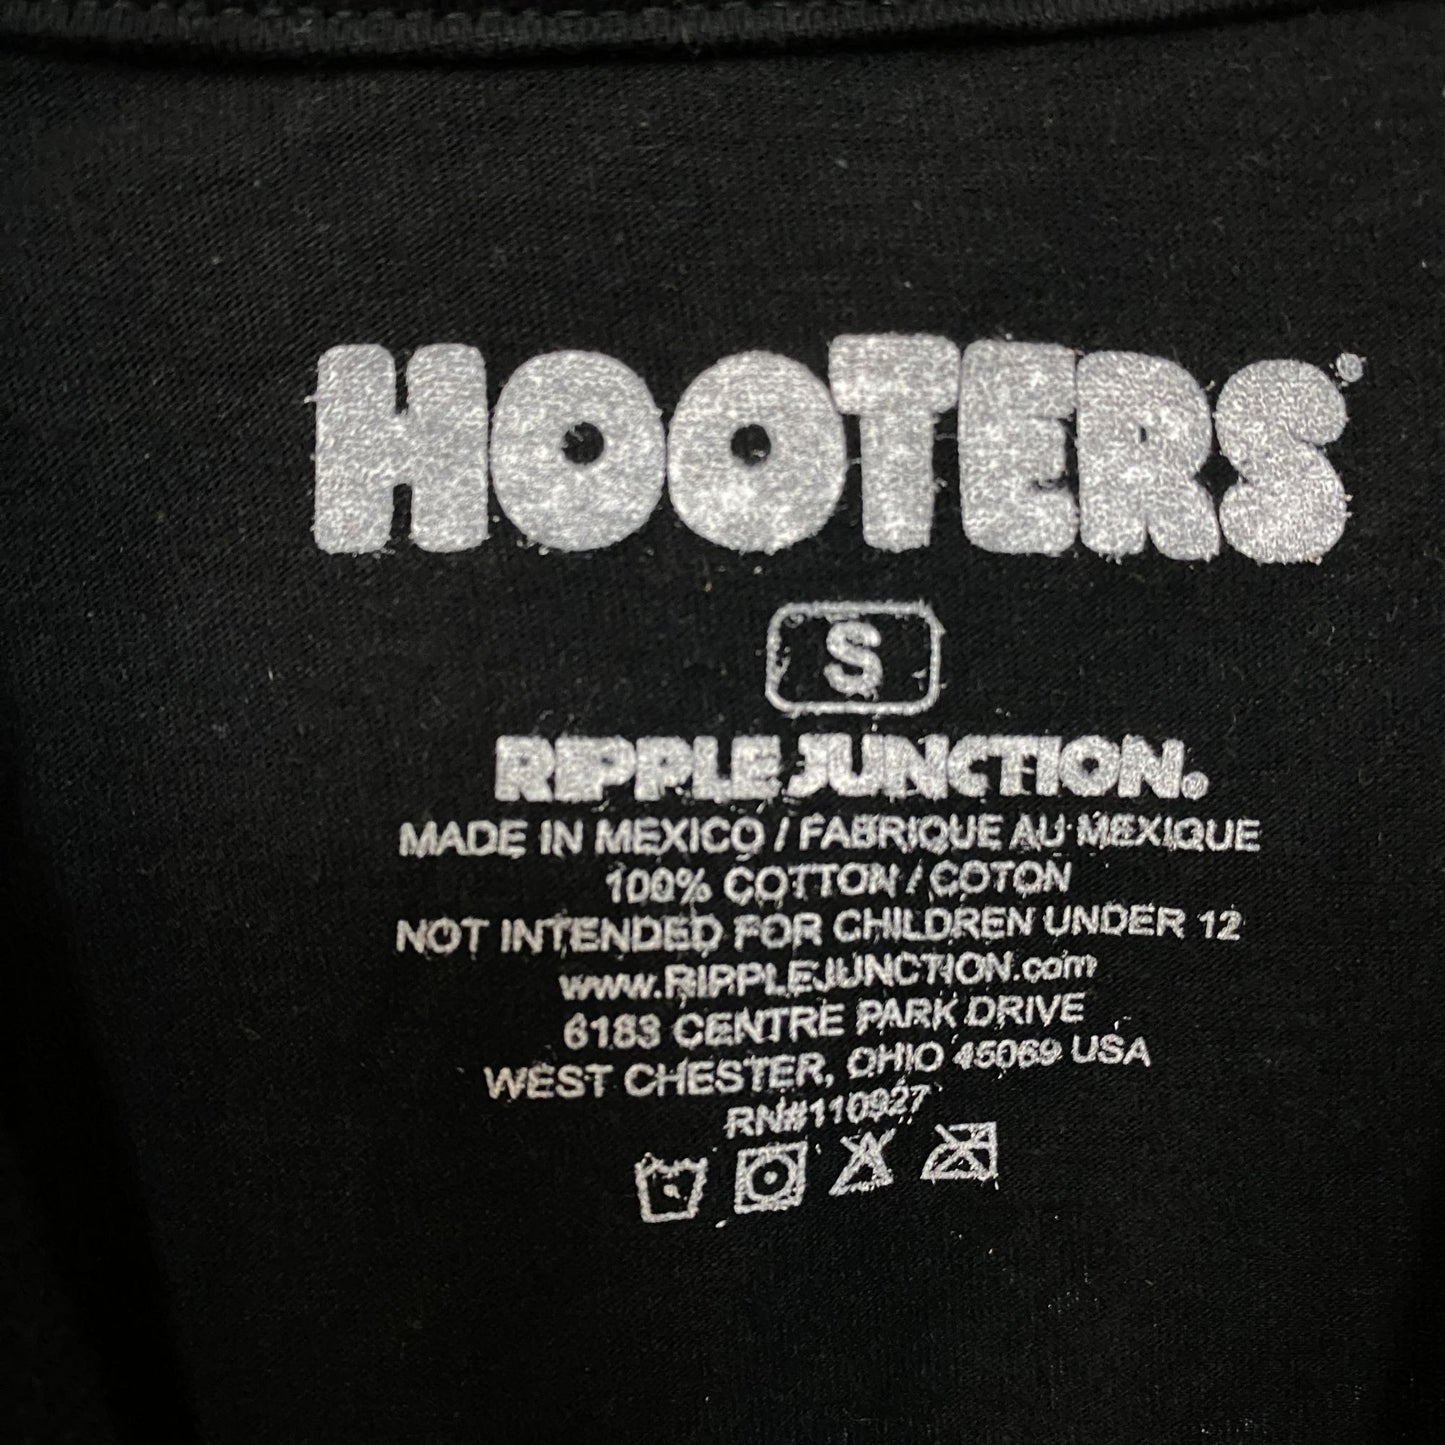 HOOTERS
S
RIPPLE JUNCTION®
MADE IN MEXICO / FABRIQUE AU MEXIQUE
100% COTTON / COTON
NOT INTENDED FOR CHILDREN UNDER 12
www.RIPPLEJUNCTION.com
6183 CENTRE PARK DRIVE
WEST CHESTER, OHIO 45069 USA
RN#110927